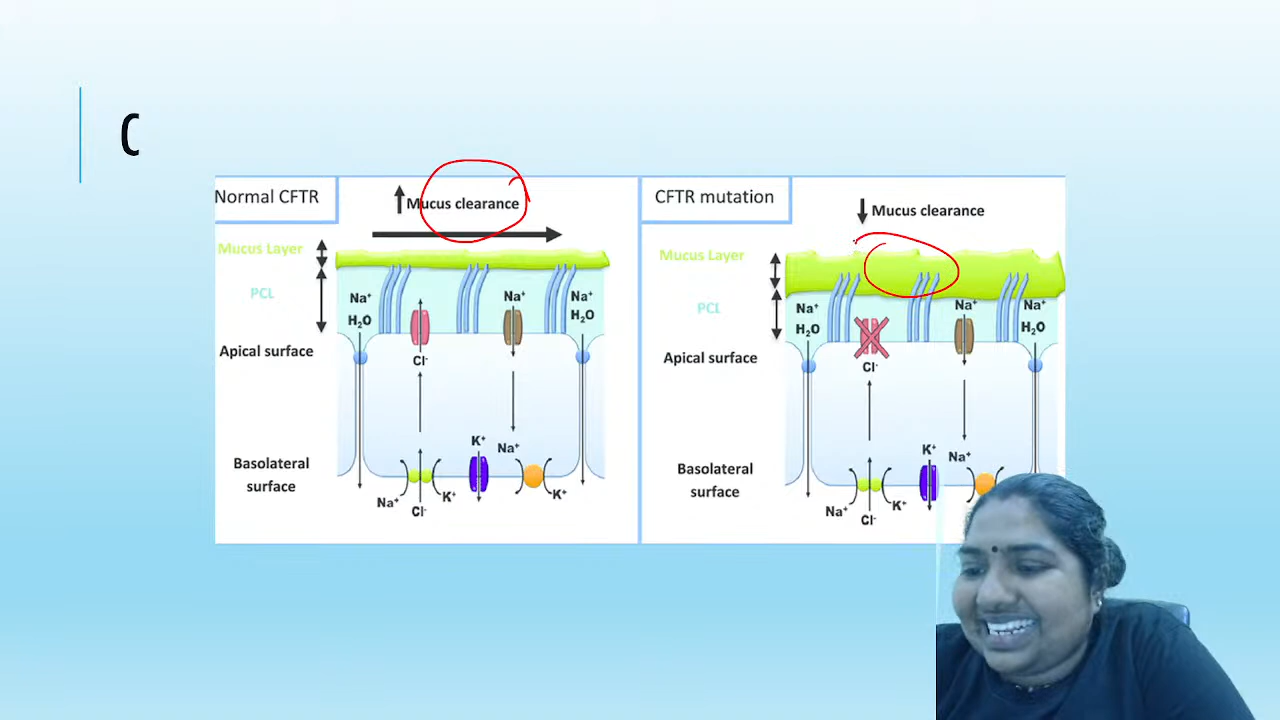 C
Normal CFTR
Mucus clearance
Mucus Layer
PCL
Na⁺
H₂O
Na⁺
Na⁺
H₂O
Cl⁻
Apical surface
K⁺
Na⁺
Basolateral
surface
Na⁺
K⁺
K⁺
Cl⁻
CFTR mutation
Mucus clearance
Mucus Layer
PCL
Na⁺
H₂O
Na⁺
Na⁺
H₂O
Apical surface
Cl⁻
K⁺
Na⁺
Basolateral
surface
Na⁺
K⁺
Cl⁻